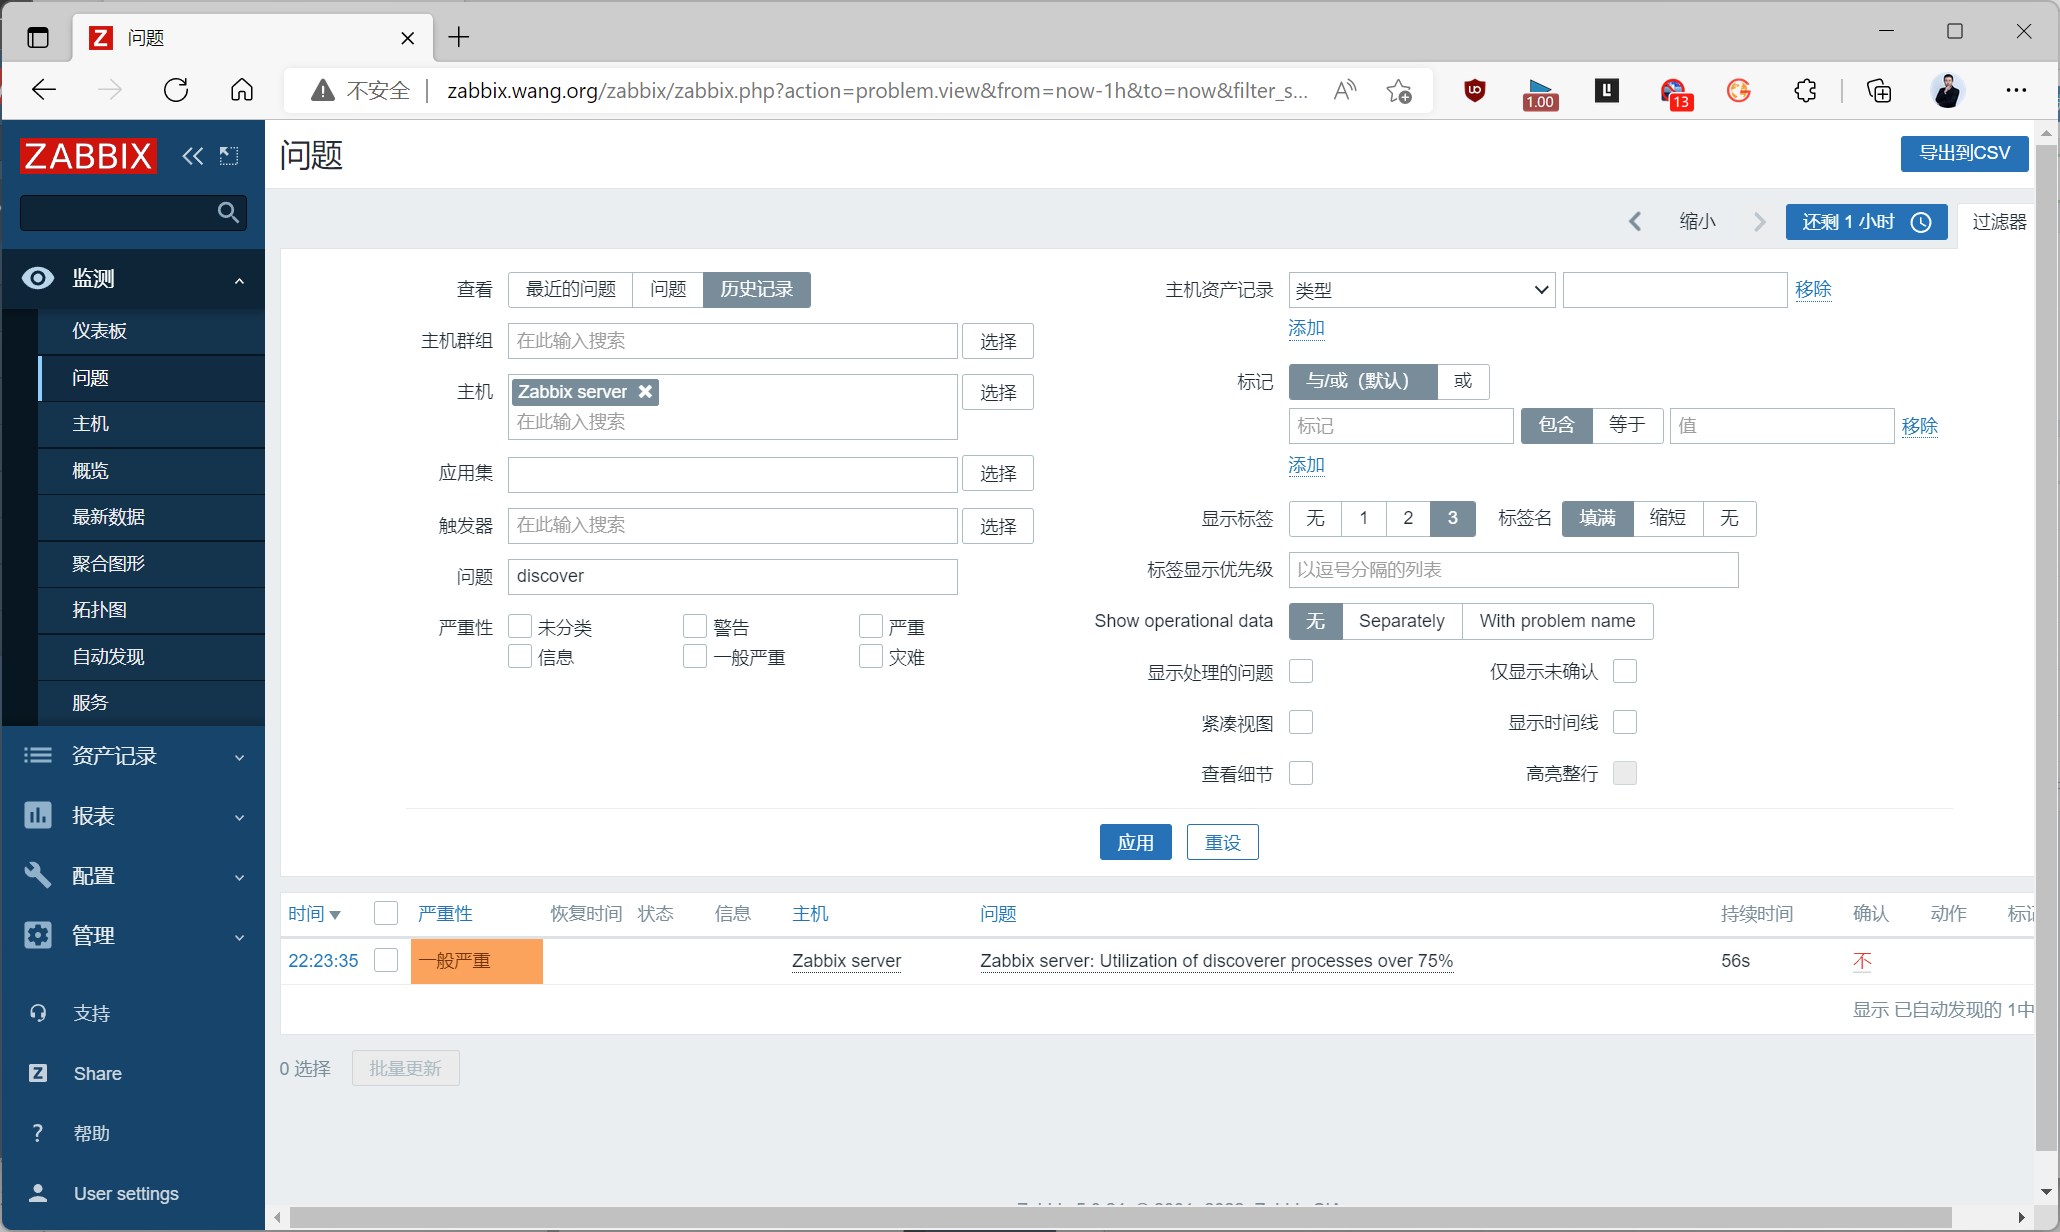 问题
不安全
zabbix.wang.org/zabbix/zabbix.php?action=problem.view&from=now-1h&to=now&filter_s...
1.00
13
ZABBIX
问题
导出到CSV
缩小
还剩 1 小时
过滤器
监测
仪表板
问题
主机
概览
最新数据
聚合图形
拓扑图
自动发现
服务
资产记录
报表
配置
管理
支持
Share
帮助
User settings
查看 最近的问题 问题 历史记录
主机群组 在此输入搜索 选择
主机 Zabbix server 选择
在此输入搜索
应用集 选择
触发器 在此输入搜索 选择
问题 discover
严重性 未分类 警告 严重
信息 一般严重 灾难
主机资产记录 类型 移除
添加
标记 与/或（默认） 或
标记 包含 等于 值 移除
添加
显示标签 无 1 2 3 标签名 填满 缩短 无
标签显示优先级 以逗号分隔的列表
Show operational data 无 Separately With problem name
显示处理的问题 仅显示未确认
紧凑视图 显示时间线
查看细节 高亮整行
应用 重设
时间 严重性 恢复时间 状态 信息 主机 问题 持续时间 确认 动作 标记
22:23:35 一般严重 Zabbix server Zabbix server: Utilization of discoverer processes over 75% 56s 不
显示 已自动发现的 1中
0 选择 批量更新